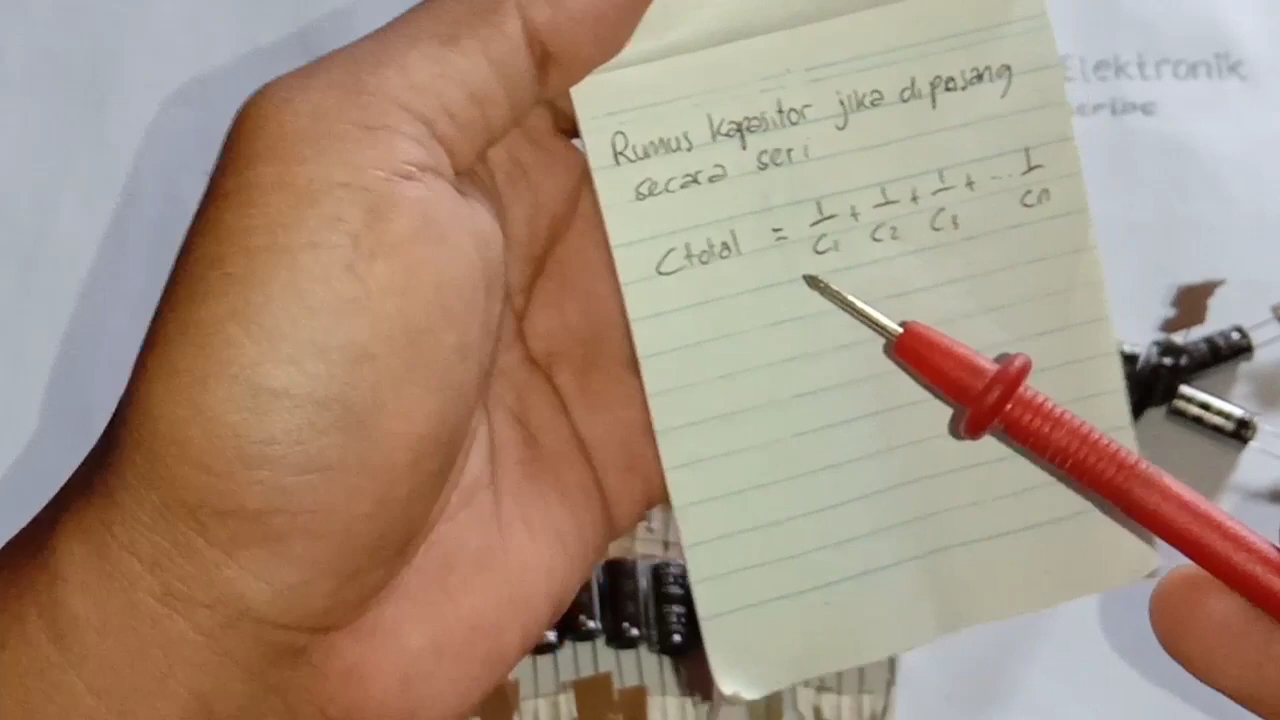 Rumus kapasitor jika dipasang
secara seri
Ctotal = 1/C1 + 1/C2 + 1/C3 + ... 1/Cn
Elektronik